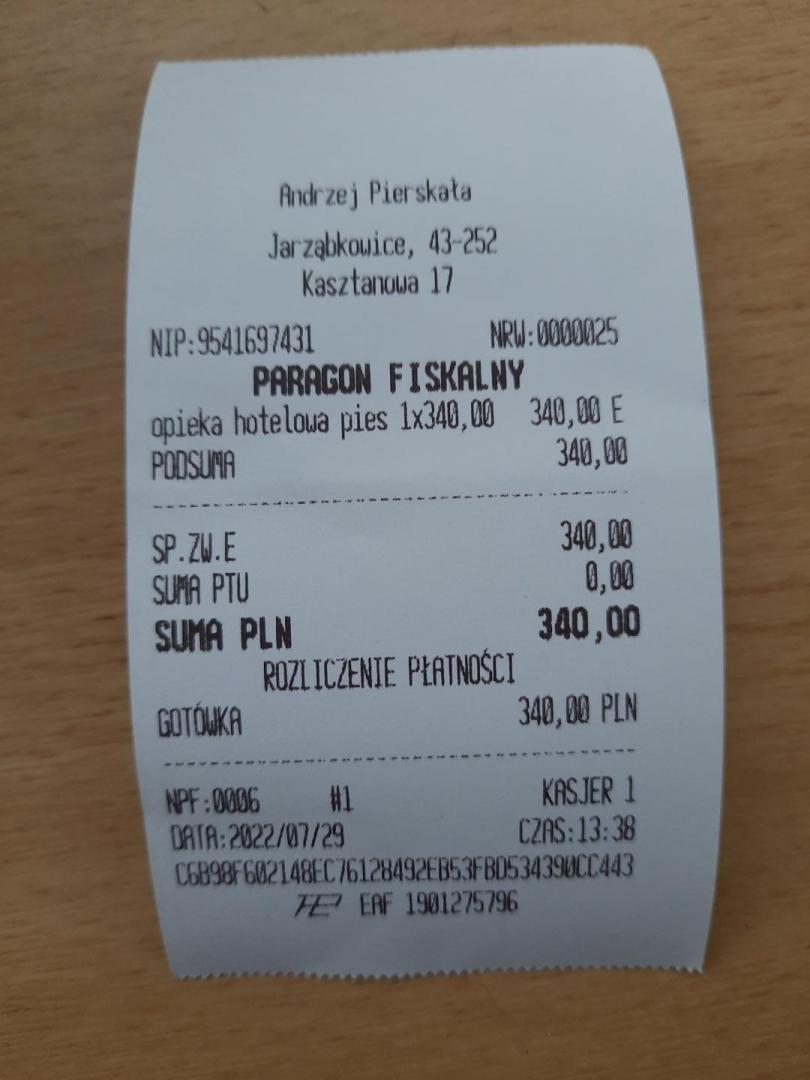 Andrzej Pierskała
Jarząbkowice, 43-252
Kasztanowa 17
NIP:9541697431 NRW:0000025
PARAGON FISKALNY
opieka hotelowa pies 1x340,00 340,00 E
PODSUMA 340,00
SP.ZW.E 340,00
SUMA PTU 0,00
SUMA PLN 340,00
ROZLICZENIE PŁATNOŚCI
GOTÓWKA 340,00 PLN
NPF:0006 #1 KASJER 1
DATA:2022/07/29 CZAS:13:38
C6B98F602148EC76128492EB53FBD534390CC443
EAF 1901275796